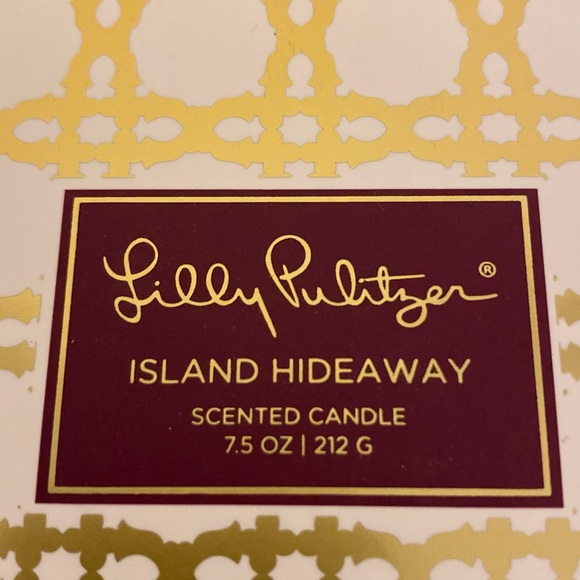 Lilly Pulitzer®
ISLAND HIDEAWAY
SCENTED CANDLE
7.5 OZ | 212 G